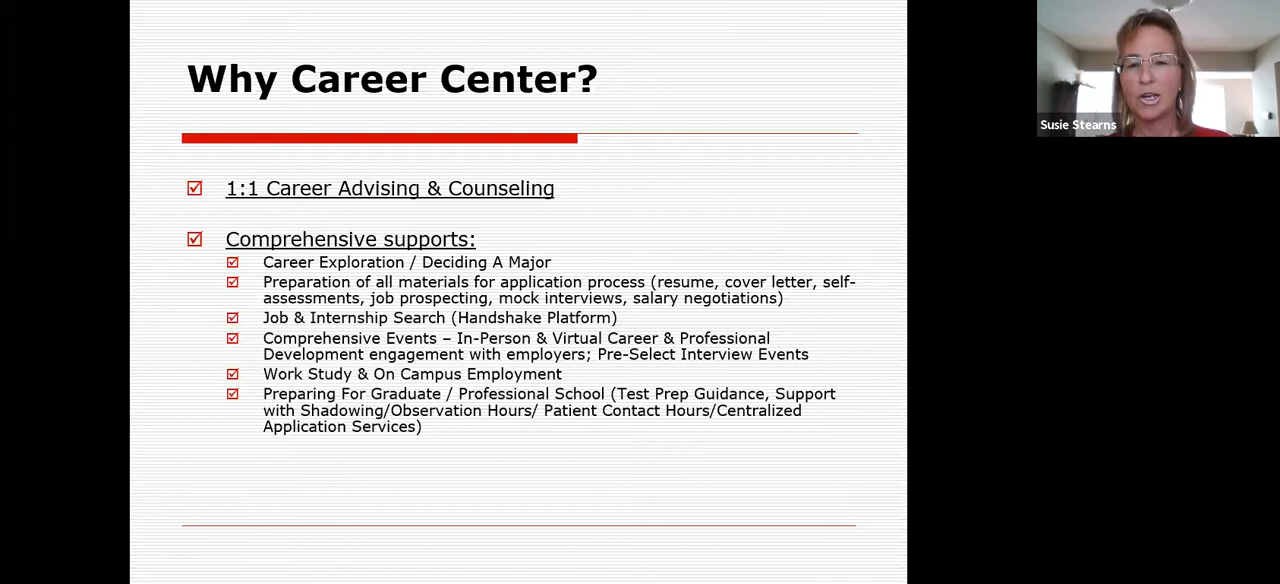 Why Career Center?
1:1 Career Advising & Counseling
Comprehensive supports:
Career Exploration / Deciding A Major
Preparation of all materials for application process (resume, cover letter, self-
assessments, job prospecting, mock interviews, salary negotiations)
Job & Internship Search (Handshake Platform)
Comprehensive Events – In-Person & Virtual Career & Professional
Development engagement with employers; Pre-Select Interview Events
Work Study & On Campus Employment
Preparing For Graduate / Professional School (Test Prep Guidance, Support
with Shadowing/Observation Hours/ Patient Contact Hours/Centralized
Application Services)
Susie Stearns